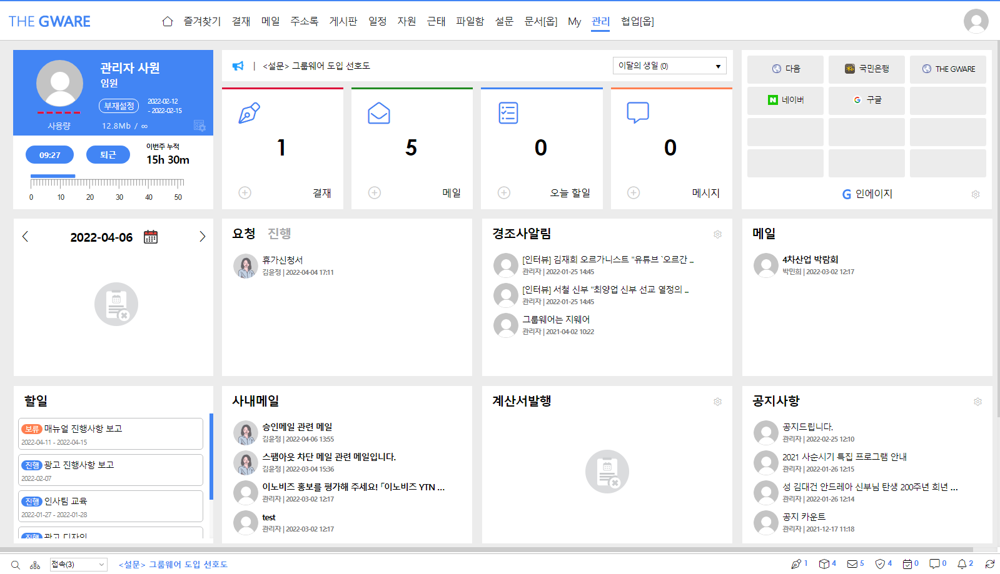 THE GWARE
즐겨찾기 결재 메일 주소록 게시판 일정 자원 근태 파일함 설문 문서[옵] My 관리 협업[옵]
관리자 사원
임원
부재설정
2022-02-12
- 2022-02-15
사용량
12.8Mb / ∞
09:27
퇴근
이번주 누적
15h 30m
0 10 20 30 40 50
| <설문> 그룹웨어 도입 선호도
이달의 생일 (0)
1
결재
5
메일
0
오늘 할일
0
메시지
다음
국민은행
THE GWARE
네이버
구글
G 인에이지
2022-04-06
요청 진행
휴가신청서
김윤정 | 2022-04-04 17:11
경조사알림
[인터뷰] 김재희 오르가니스트 "유튜브 `오르간 ...
관리자 | 2022-01-25 14:45
[인터뷰] 서철 신부 "최양업 신부 선교 열정의 ...
관리자 | 2022-01-25 14:45
그룹웨어는 지웨어
관리자 | 2021-04-02 10:22
메일
4차산업 박람회
박민희 | 2022-03-02 12:17
할일
보류 매뉴얼 진행사항 보고
2022-04-11 - 2022-04-15
진행 광고 진행사항 보고
2022-02-07
진행 인사팀 교육
2022-01-27 - 2022-01-28
진행 광고 디자인
사내메일
승인메일 관련 메일
김윤정 | 2022-04-06 13:55
스팸아웃 차단 메일 관련 메일입니다.
김윤정 | 2022-03-04 15:36
이노비즈 홍보를 평가해 주세요! 「이노비즈 YTN ...
관리자 | 2022-03-02 12:17
test
관리자 | 2022-03-02 12:17
계산서발행
공지사항
공지드립니다.
관리자 | 2022-02-25 12:10
2021 사순시기 특집 프로그램 안내
관리자 | 2022-01-26 12:15
성 김대건 안드레아 신부님 탄생 200주년 희년 ...
관리자 | 2022-01-26 12:14
공지 카운트
관리자 | 2021-12-17 11:18
접속(3)
<설문> 그룹웨어 도입 선호도
1 4 5 4 0 0 2